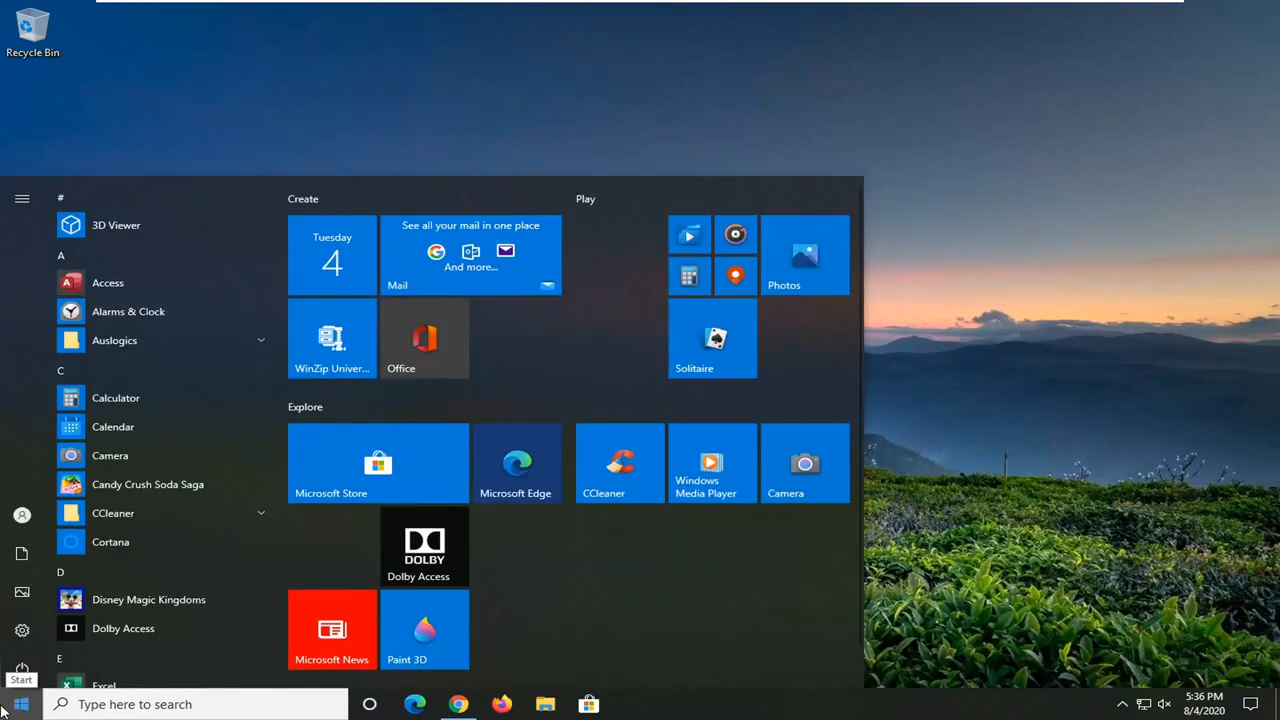 Recycle Bin
#
3D Viewer
A
Access
Alarms & Clock
Auslogics
C
Calculator
Calendar
Camera
Candy Crush Soda Saga
CCleaner
Cortana
D
Disney Magic Kingdoms
Dolby Access
E
Excel
Start
Create
Tuesday
4
See all your mail in one place
And more...
Mail
WinZip Univer...
Office
Play
Photos
Solitaire
Explore
Microsoft Store
Microsoft Edge
CCleaner
Windows
Media Player
Camera
DOLBY
Dolby Access
Microsoft News
Paint 3D
Type here to search
5:36 PM
8/4/2020